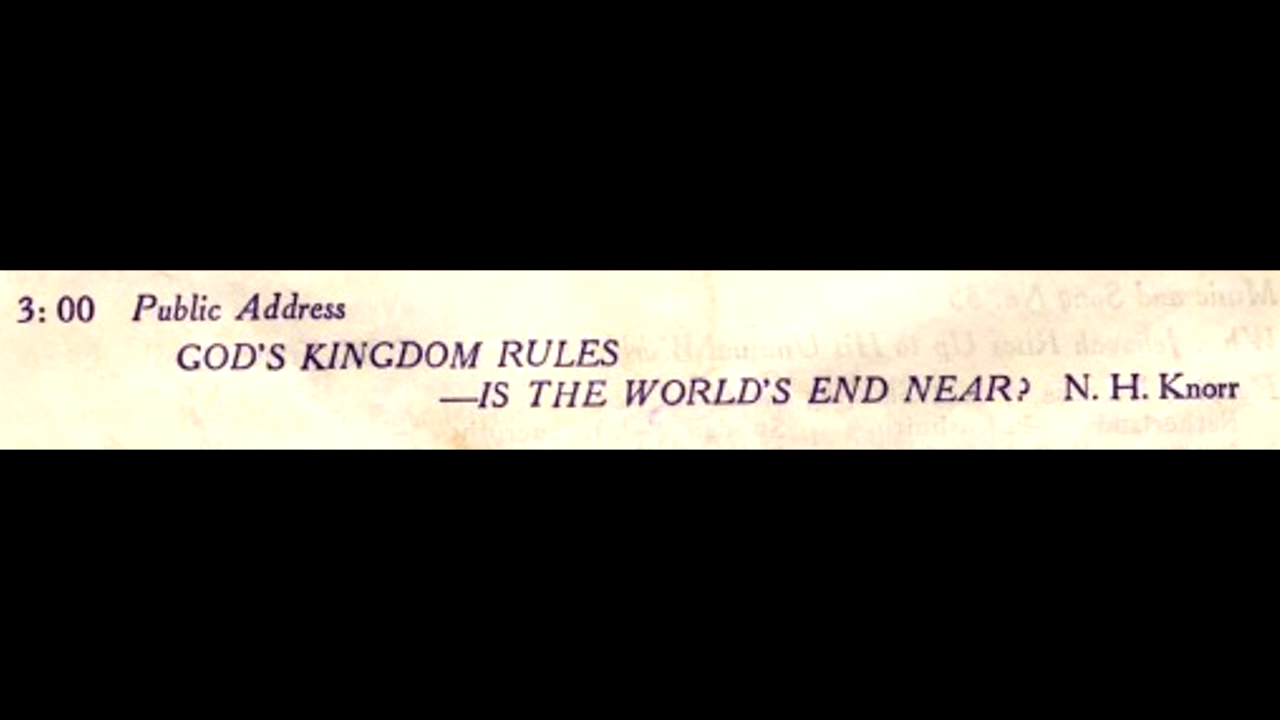 3:00 Public Address
GOD'S KINGDOM RULES
—IS THE WORLD'S END NEAR? N. H. Knorr